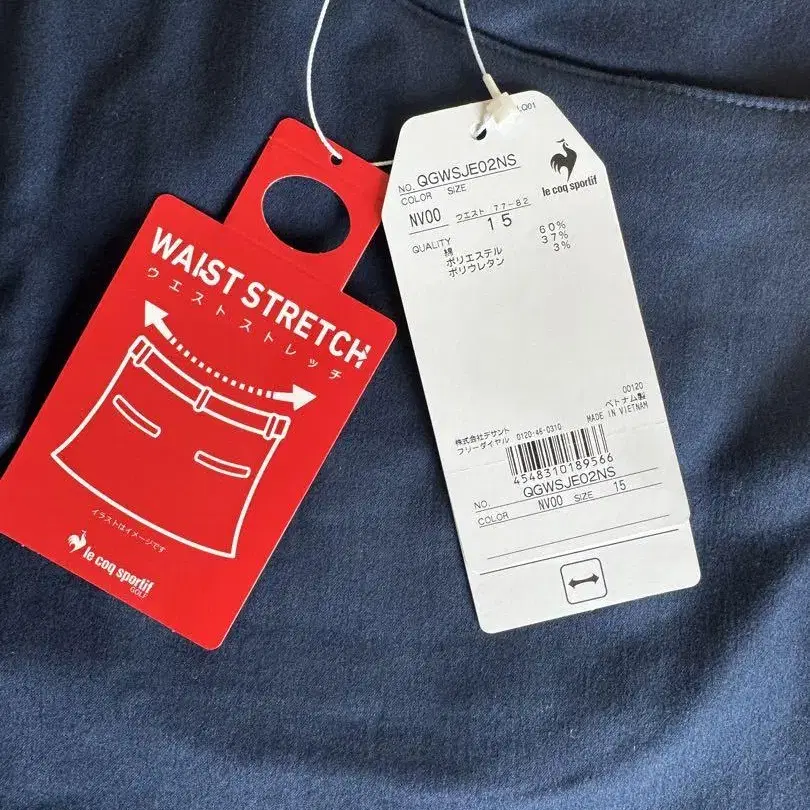 WAIST STRETCH
ウエストストレッチ
イラストはイメージです
le coq sportif
GOLF
LQ01
NO. QGWSJE02NS
COLOR SIZE
le coq sportif
NV00 ウエスト 77-82
15
QUALITY
綿 60%
ポリエステル 37%
ポリウレタン 3%
00120
ベトナム製
MADE IN VIETNAM
株式会社デサント
フリーダイヤル 0120-46-0310
4548310189566
NO. QGWSJE02NS
COLOR NV00 SIZE 15